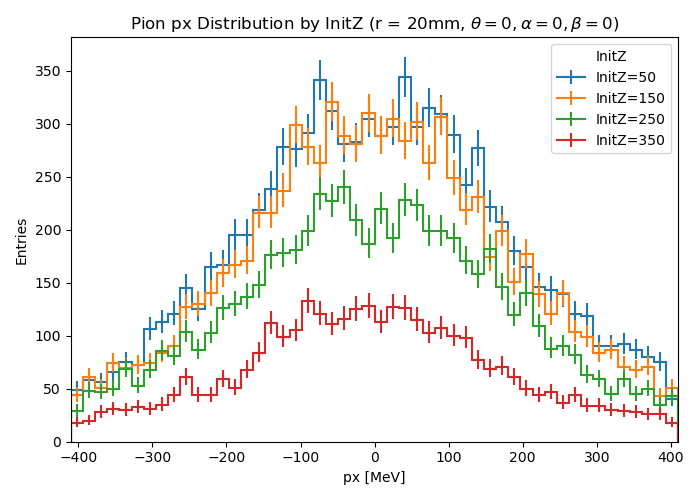 Pion px Distribution by InitZ (r = 20mm, θ = 0, α = 0, β = 0)
InitZ
InitZ=50
InitZ=150
InitZ=250
InitZ=350
Entries
350
300
250
200
150
100
50
0
−400 −300 −200 −100 0 100 200 300 400
px [MeV]